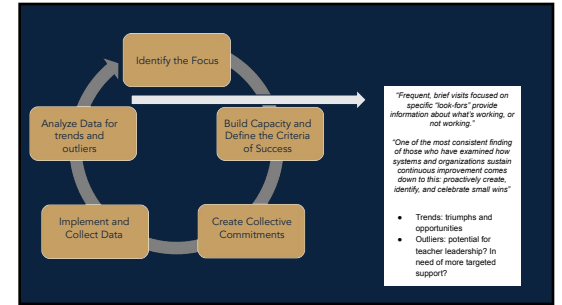 Identify the Focus
Build Capacity and
Define the Criteria
of Success
Create Collective
Commitments
Implement and
Collect Data
Analyze Data for
trends and
outliers
“Frequent, brief visits focused on
specific “look-fors” provide
information about what’s working, or
not working.”
“One of the most consistent finding
of those who have examined how
systems and organizations sustain
continuous improvement comes
down to this: proactively create,
identify, and celebrate small wins”
● Trends: triumphs and
opportunities
● Outliers: potential for
teacher leadership? In
need of more targeted
support?